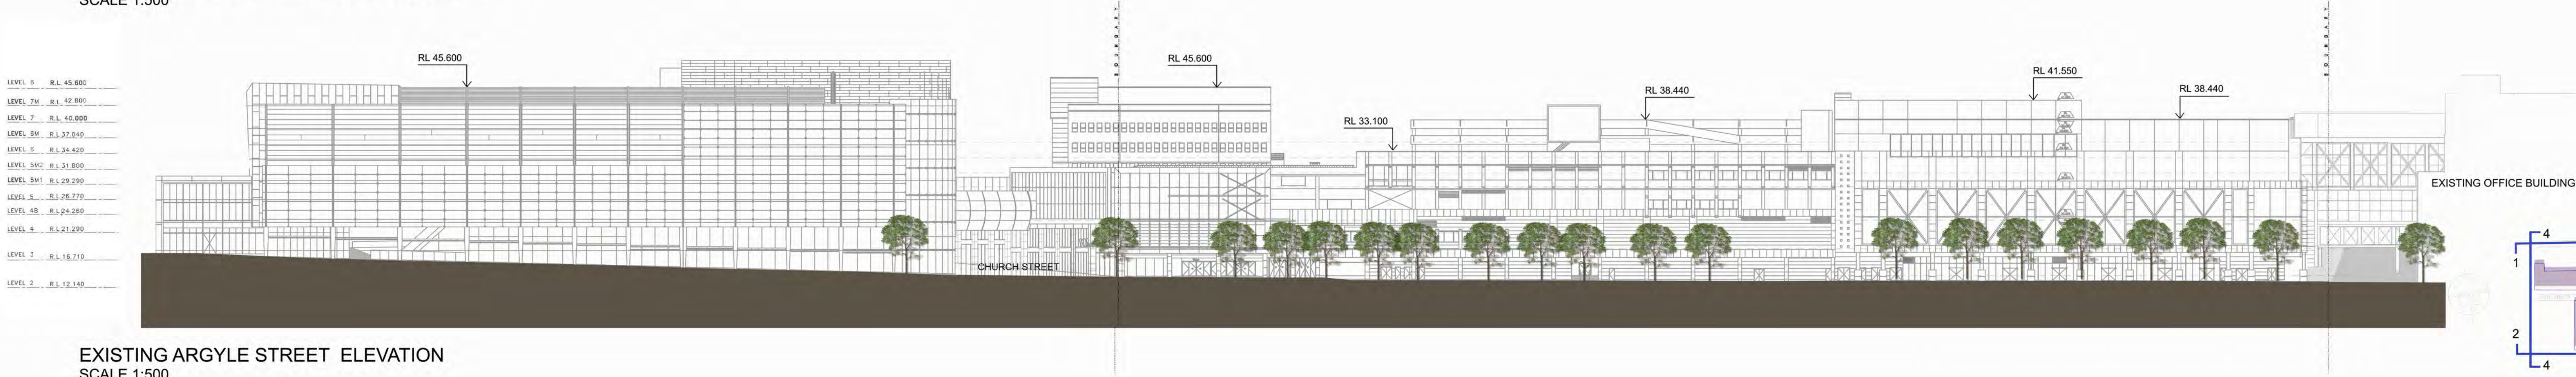 SCALE 1:500
BOUNDARY
BOUNDARY
RL 45.600
RL 45.600
RL 41.550
RL 38.440
RL 38.440
RL 33.100
LEVEL 8 R.L. 45.600
LEVEL 7M R.L. 42.800
LEVEL 7 R.L. 40.000
LEVEL 6M R.L 37.040
LEVEL 6 R.L 34.420
LEVEL 5M2 R.L 31.800
LEVEL 5M1 R.L 29.290
LEVEL 5 R.L 26.770
LEVEL 4B R.L 24.260
LEVEL 4 R.L 21.290
LEVEL 3 R.L 16.710
LEVEL 2 R.L 12.140
EXISTING OFFICE BUILDING
CHURCH STREET
4
1
2
4
EXISTING ARGYLE STREET ELEVATION
SCALE 1:500